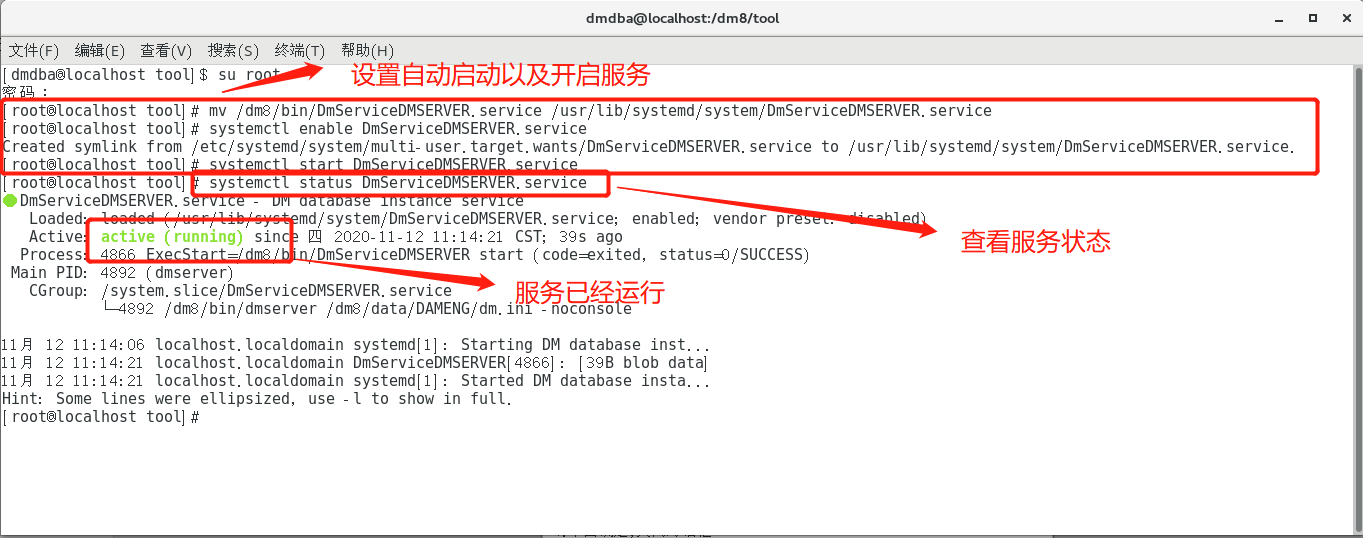 dmdba@localhost:/dm8/tool
文件(F) 编辑(E) 查看(V) 搜索(S) 终端(T) 帮助(H)
[dmdba@localhost tool]$ su root
设置自动启动以及开启服务
密码：
[root@localhost tool]# mv /dm8/bin/DmServiceDMSERVER.service /usr/lib/systemd/system/DmServiceDMSERVER.service
[root@localhost tool]# systemctl enable DmServiceDMSERVER.service
Created symlink from /etc/systemd/system/multi-user.target.wants/DmServiceDMSERVER.service to /usr/lib/systemd/system/DmServiceDMSERVER.service.
[root@localhost tool]# systemctl start DmServiceDMSERVER.service
[root@localhost tool]# systemctl status DmServiceDMSERVER.service
DmServiceDMSERVER.service - DM database instance service
Loaded: loaded (/usr/lib/systemd/system/DmServiceDMSERVER.service; enabled; vendor preset: disabled)
Active: active (running) since 四 2020-11-12 11:14:21 CST; 39s ago
查看服务状态
Process: 4866 ExecStart=/dm8/bin/DmServiceDMSERVER start (code=exited, status=0/SUCCESS)
Main PID: 4892 (dmserver)
CGroup: /system.slice/DmServiceDMSERVER.service
服务已经运行
└─4892 /dm8/bin/dmserver /dm8/data/DAMENG/dm.ini -noconsole
11月 12 11:14:06 localhost.localdomain systemd[1]: Starting DM database inst...
11月 12 11:14:21 localhost.localdomain DmServiceDMSERVER[4866]: [39B blob data]
11月 12 11:14:21 localhost.localdomain systemd[1]: Started DM database insta...
Hint: Some lines were ellipsized, use -l to show in full.
[root@localhost tool]#